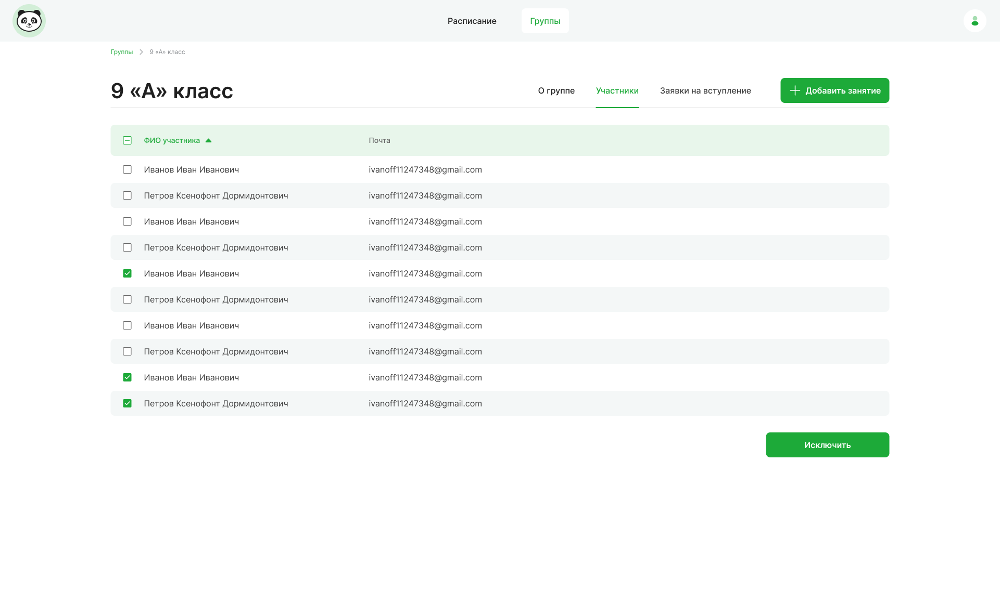 Расписание Группы
Группы 9 «А» класс
9 «А» класс О группе Участники Заявки на вступление Добавить занятие
ФИО участника Почта
Иванов Иван Иванович ivanoff11247348@gmail.com
Петров Ксенофонт Дормидонтович ivanoff11247348@gmail.com
Иванов Иван Иванович ivanoff11247348@gmail.com
Петров Ксенофонт Дормидонтович ivanoff11247348@gmail.com
Иванов Иван Иванович ivanoff11247348@gmail.com
Петров Ксенофонт Дормидонтович ivanoff11247348@gmail.com
Иванов Иван Иванович ivanoff11247348@gmail.com
Петров Ксенофонт Дормидонтович ivanoff11247348@gmail.com
Иванов Иван Иванович ivanoff11247348@gmail.com
Петров Ксенофонт Дормидонтович ivanoff11247348@gmail.com
Исключить